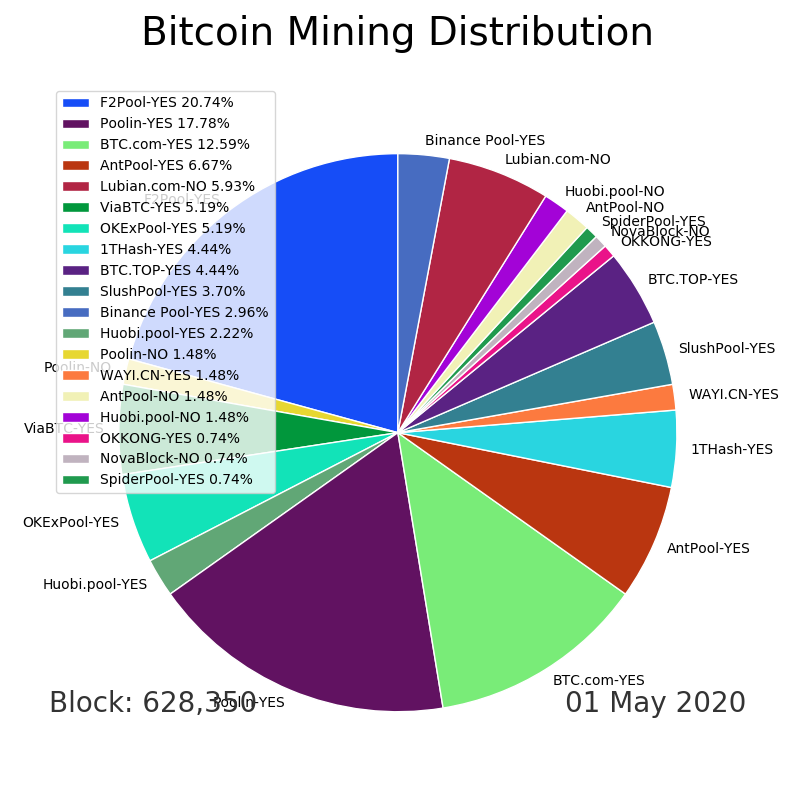 Bitcoin Mining Distribution
F2Pool-YES 20.74%
Poolin-YES 17.78%
BTC.com-YES 12.59%
AntPool-YES 6.67%
Lubian.com-NO 5.93%
ViaBTC-YES 5.19%
OKExPool-YES 5.19%
1THash-YES 4.44%
BTC.TOP-YES 4.44%
SlushPool-YES 3.70%
Binance Pool-YES 2.96%
Huobi.pool-YES 2.22%
Poolin-NO 1.48%
WAYI.CN-YES 1.48%
AntPool-NO 1.48%
Huobi.pool-NO 1.48%
OKKONG-YES 0.74%
NovaBlock-NO 0.74%
SpiderPool-YES 0.74%
Binance Pool-YES
Lubian.com-NO
Huobi.pool-NO
AntPool-NO
SpiderPool-YES
NovaBlock-NO
OKKONG-YES
BTC.TOP-YES
SlushPool-YES
WAYI.CN-YES
1THash-YES
AntPool-YES
BTC.com-YES
Poolin-YES
Huobi.pool-YES
OKExPool-YES
ViaBTC-YES
Poolin-NO
F2Pool-YES
Block: 628,350
01 May 2020